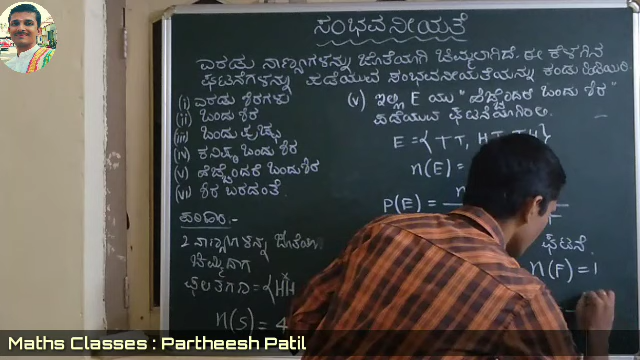 ಸಂಭವನೀಯತೆ
ಎರಡು ನಾಣ್ಯಗಳನ್ನು ಜೊತೆಯಾಗಿ ಚಿಮ್ಮಲಾಗಿದೆ. ಈ ಕೆಳಗಿನ
ಘಟನೆಗಳನ್ನು ಪಡೆಯುವ ಸಂಭವನೀಯತೆಯನ್ನು ಕಂಡು ಹಿಡಿಯಿರಿ
(i) ಎರಡು ಶಿರಗಳು
(ii) ಒಂದು ಶಿರ
(iii) ಒಂದು ಪುಚ್ಛ
(iv) ಕನಿಷ್ಠ ಒಂದು ಶಿರ
(v) ಹೆಚ್ಚೆಂದರೆ ಒಂದು ಶಿರ
(vi) ಶಿರ ಬರದಂತೆ
ಪರಿಹಾರ:-
2 ನಾಣ್ಯಗಳನ್ನು
ಚಿಮ್ಮಿದಾಗ
HH
n(S) = 4
(v) ಇಲ್ಲಿ E ಯು "ಹೆಚ್ಚೆಂದರೆ ಒಂದು ಶಿರ"
ಪಡೆಯುವ ಘಟನೆಯಾಗಿರಲಿ.
E = {TT, HT, TH}
n(E) =
P(E) =
ಘಟನೆ.
n(F) = 1
Maths Classes : Partheesh Patil